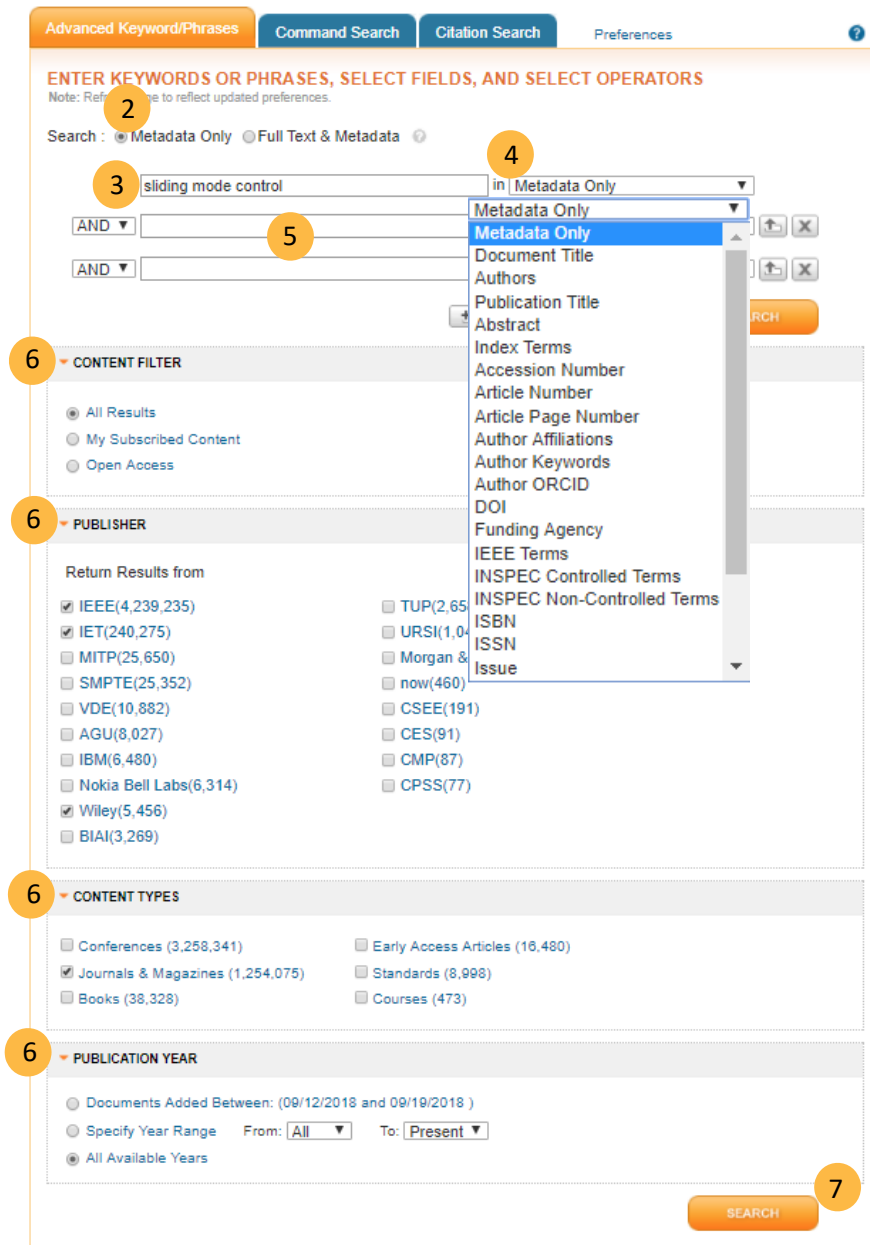 Advanced Keyword/Phrases Command Search Citation Search Preferences ?
ENTER KEYWORDS OR PHRASES, SELECT FIELDS, AND SELECT OPERATORS
2
Search : Metadata Only Full Text & Metadata ?
4
3 sliding mode control in Metadata Only
Metadata Only
AND 5
AND
Metadata Only
Document Title
Authors
Publication Title
Abstract
Index Terms
Accession Number
Article Number
Article Page Number
Author Affiliations
Author Keywords
Author ORCID
DOI
Funding Agency
IEEE Terms
INSPEC Controlled Terms
INSPEC Non-Controlled Terms
ISBN
ISSN
Issue
6 CONTENT FILTER
All Results
My Subscribed Content
Open Access
6 PUBLISHER
Return Results from
IEEE(4,239,235)
IET(240,275)
MITP(25,650)
SMPTE(25,352)
VDE(10,882)
AGU(8,027)
IBM(6,480)
Nokia Bell Labs(6,314)
Wiley(5,456)
BIAI(3,269)
TUP
URSI
Morgan &
now(460)
CSEE(191)
CES(91)
CMP(87)
CPSS(77)
6 CONTENT TYPES
Conferences (3,258,341) Early Access Articles (16,480)
Journals & Magazines (1,254,075) Standards (8,998)
Books (38,328) Courses (473)
6 PUBLICATION YEAR
Documents Added Between: (09/12/2018 and 09/19/2018 )
Specify Year Range From: All To: Present
All Available Years
7
SEARCH